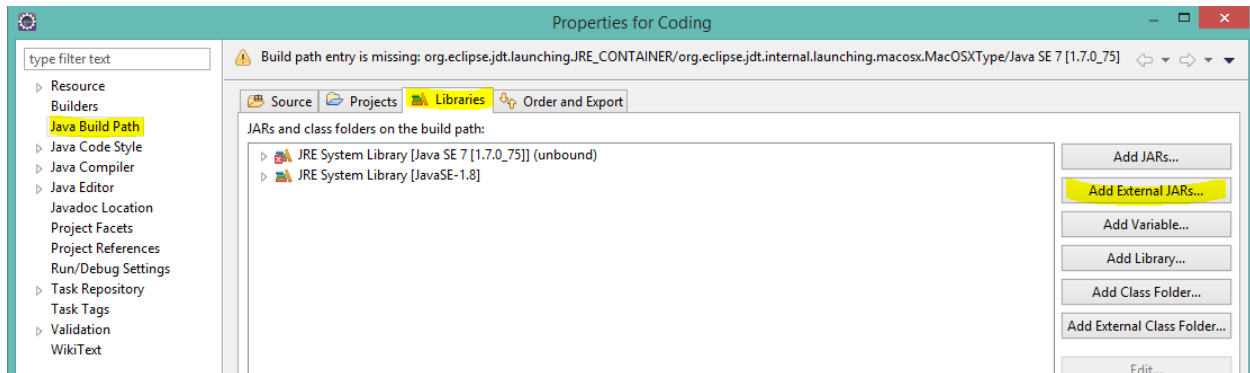 Properties for Coding
type filter text
Build path entry is missing: org.eclipse.jdt.launching.JRE_CONTAINER/org.eclipse.jdt.internal.launching.macosx.MacOSXType/Java SE 7 [1.7.0_75]
Resource
Builders
Java Build Path
Java Code Style
Java Compiler
Java Editor
Javadoc Location
Project Facets
Project References
Run/Debug Settings
Task Repository
Task Tags
Validation
WikiText
Source Projects Libraries Order and Export
JARs and class folders on the build path:
JRE System Library [Java SE 7 [1.7.0_75]] (unbound)
JRE System Library [JavaSE-1.8]
Add JARs...
Add External JARs...
Add Variable...
Add Library...
Add Class Folder...
Add External Class Folder...
Edit...